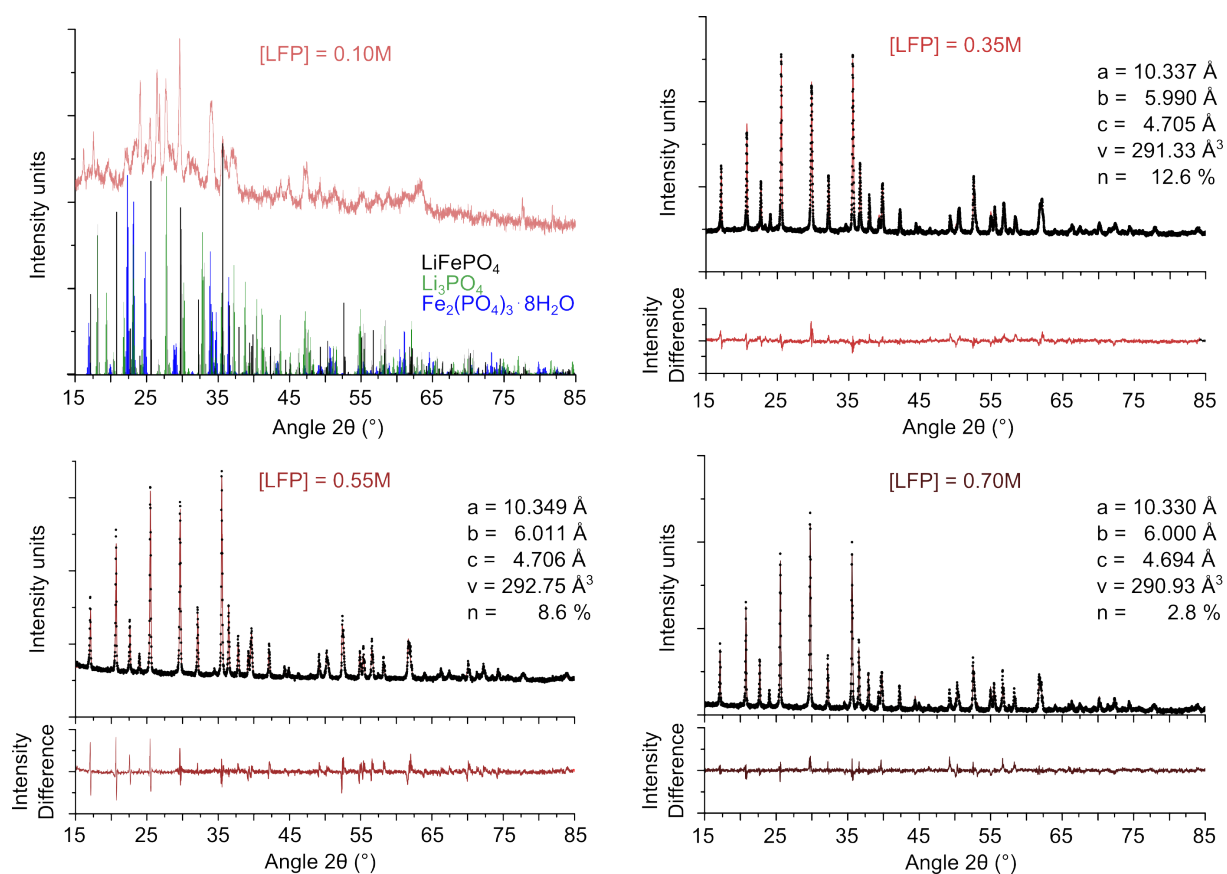 [LFP] = 0.10M
Intensity units
LiFePO₄
Li₃PO₄
Fe₂(PO₄)₃·8H₂O
15 25 35 45 55 65 75 85
Angle 2θ (°)
[LFP] = 0.35M
a = 10.337 Å
b = 5.990 Å
c = 4.705 Å
v = 291.33 Å³
n = 12.6 %
Intensity units
Intensity
Difference
15 25 35 45 55 65 75 85
Angle 2θ (°)
[LFP] = 0.55M
a = 10.349 Å
b = 6.011 Å
c = 4.706 Å
v = 292.75 Å³
n = 8.6 %
Intensity units
Intensity
Difference
15 25 35 45 55 65 75 85
Angle 2θ (°)
[LFP] = 0.70M
a = 10.330 Å
b = 6.000 Å
c = 4.694 Å
v = 290.93 Å³
n = 2.8 %
Intensity units
Intensity
Difference
15 25 35 45 55 65 75 85
Angle 2θ (°)